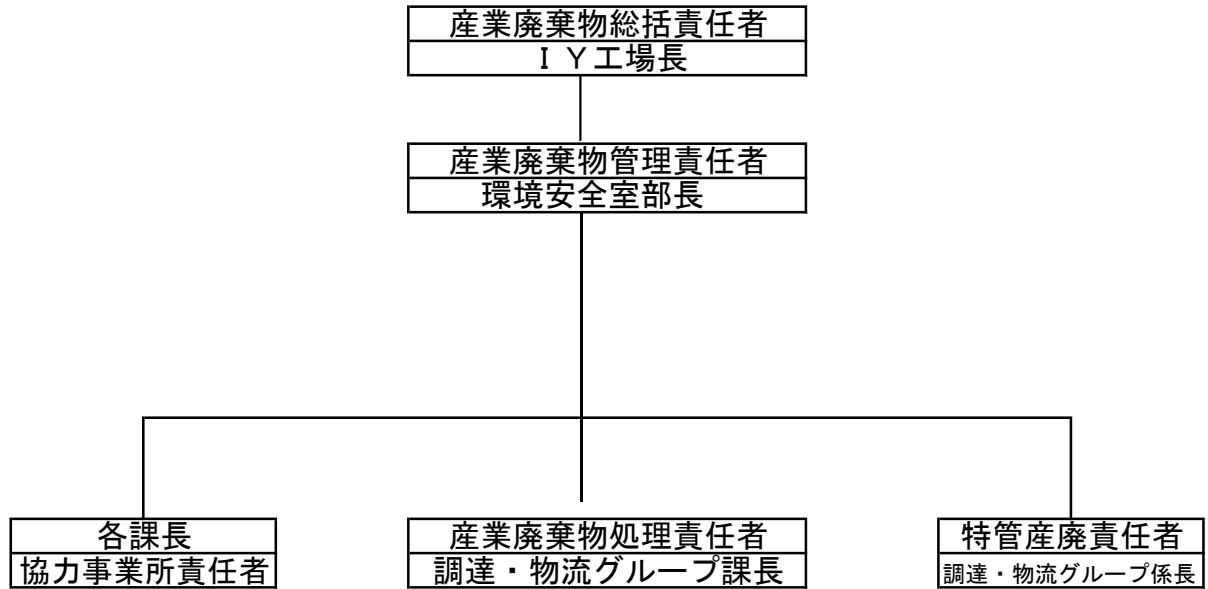 産業廃棄物総括責任者
ＩＹ工場長
産業廃棄物管理責任者
環境安全室部長
各課長
協力事業所責任者
産業廃棄物処理責任者
調達・物流グループ課長
特管産廃責任者
調達・物流グループ係長